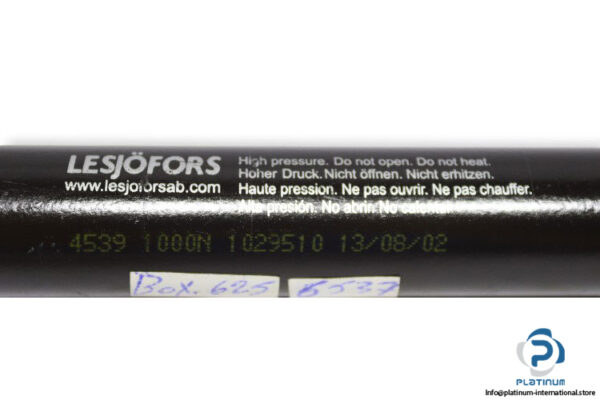 LESJÖFORS
www.lesjoforsab.com
High pressure. Do not open. Do not heat.
Hoher Druck. Nicht öffnen. Nicht erhitzen.
Haute pression. Ne pas ouvrir. Ne pas chauffer.
Alta presión. No abrir. No calentar.
4539 1000N 1029510 13/08/02
Box. 625 6527
PLATINUM
Info@platinum-international.store